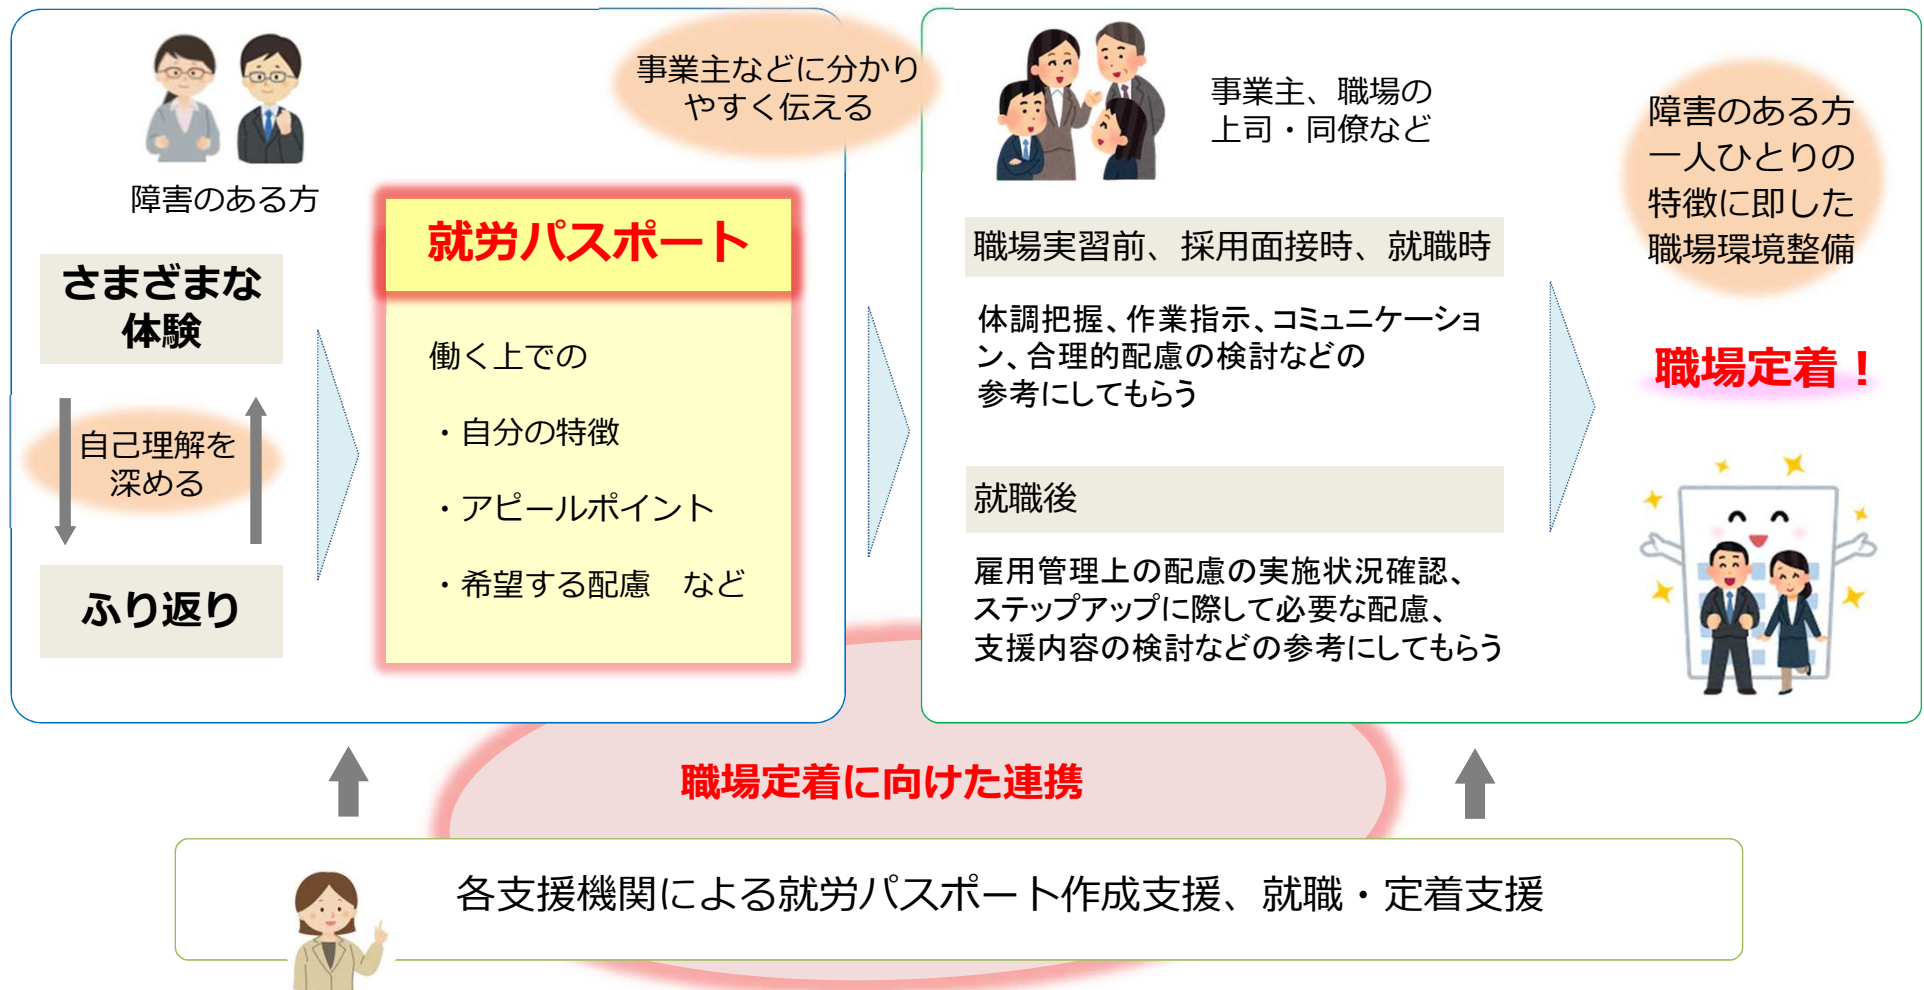 障害のある方
さまざまな
体験
自己理解を
深める
ふり返り
就労パスポート
働く上での
・自分の特徴
・アピールポイント
・希望する配慮　など
事業主などに分かり
やすく伝える
事業主、職場の
上司・同僚など
職場実習前、採用面接時、就職時
体調把握、作業指示、コミュニケーショ
ン、合理的配慮の検討などの
参考にしてもらう
就職後
雇用管理上の配慮の実施状況確認、
ステップアップに際して必要な配慮、
支援内容の検討などの参考にしてもらう
障害のある方
一人ひとりの
特徴に即した
職場環境整備
職場定着！
職場定着に向けた連携
各支援機関による就労パスポート作成支援、就職・定着支援